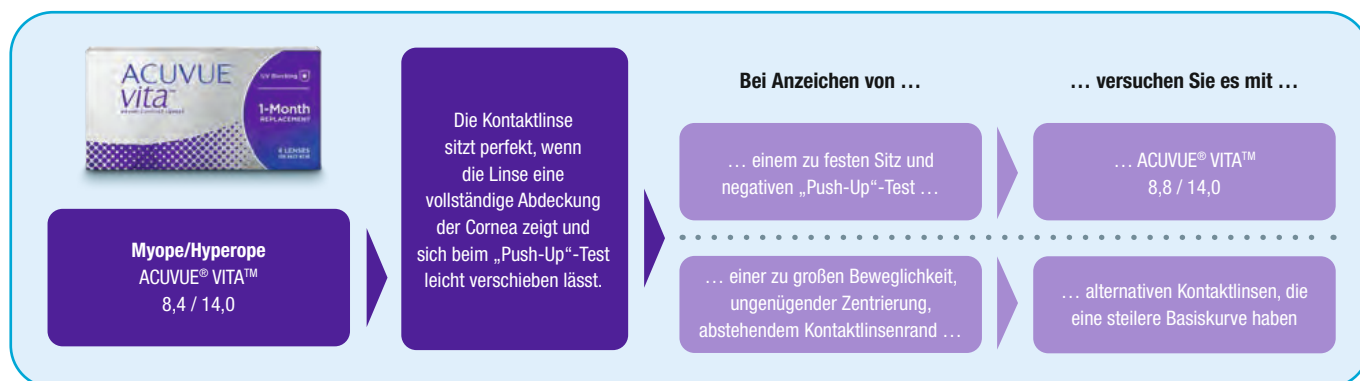 ACUVUE
vita™
UV Blocking
1-Month
REPLACEMENT
6 LENSES
Myope/Hyperope
ACUVUE® VITA™
8,4 / 14,0
Die Kontaktlinse
sitzt perfekt, wenn
die Linse eine
vollständige Abdeckung
der Cornea zeigt und
sich beim „Push-Up“-Test
leicht verschieben lässt.
Bei Anzeichen von …
… einem zu festen Sitz und
negativen „Push-Up“-Test …
… einer zu großen Beweglichkeit,
ungenügender Zentrierung,
abstehendem Kontaktlinsenrand …
… versuchen Sie es mit …
… ACUVUE® VITA™
8,8 / 14,0
… alternativen Kontaktlinsen, die
eine steilere Basiskurve haben